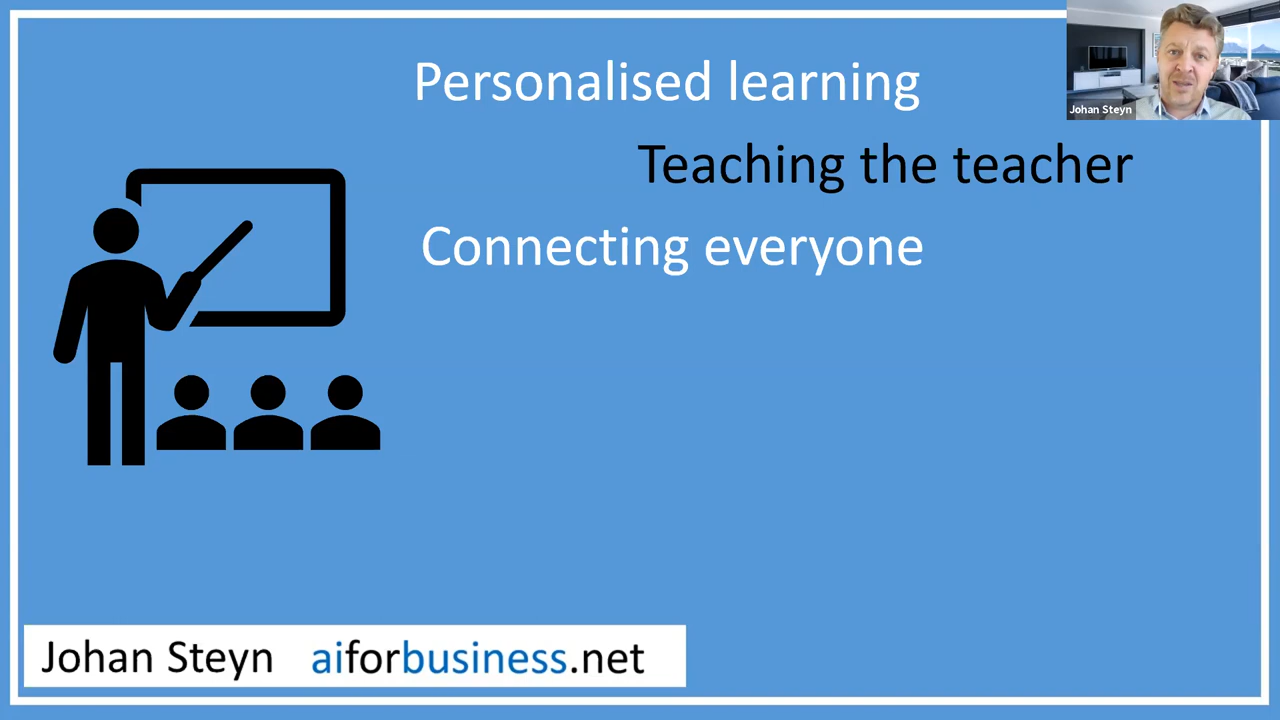 Personalised learning
Johan Steyn
Teaching the teacher
Connecting everyone
Johan Steyn aiforbusiness.net